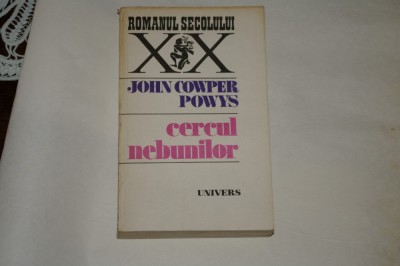 ROMANUL SECOLULUI
XX
JOHN COWPER
POWYS
cercul
nebunilor
UNIVERS